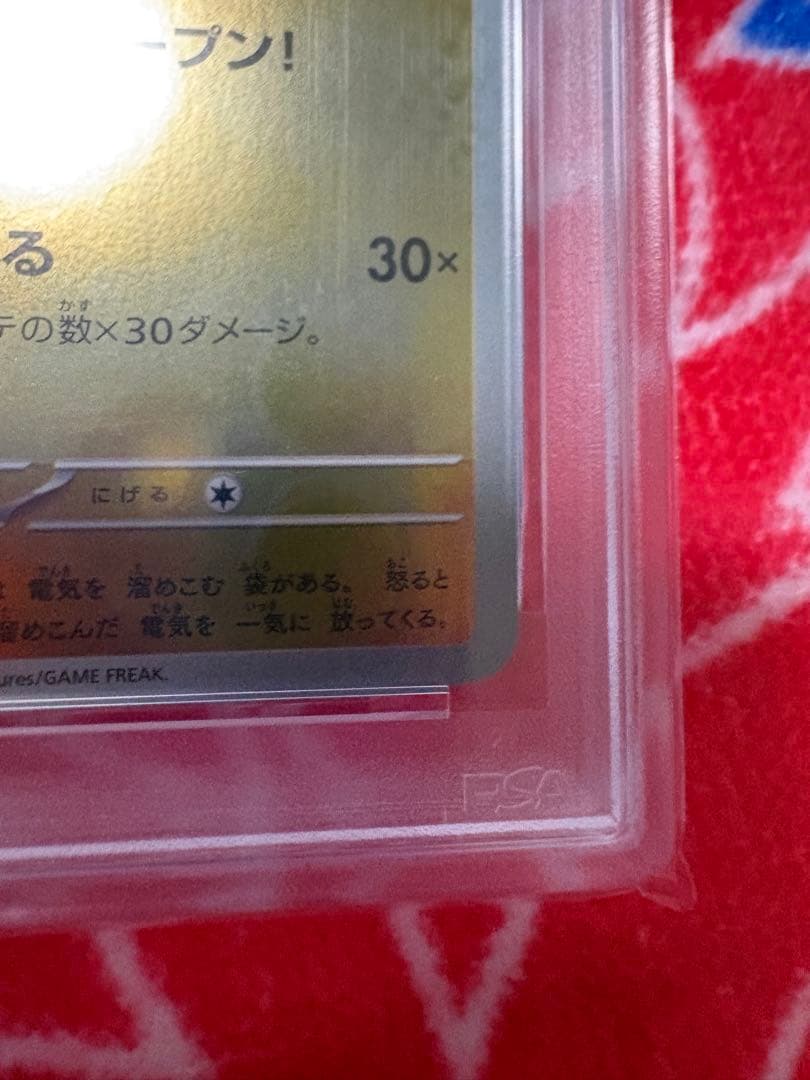 ープン!
る 30×
テの数×30ダメージ。
にげる
電気を 溜めこむ 袋がある。 怒ると
溜めこんだ 電気を 一気に 放ってくる。
ures/GAME FREAK.
PSA